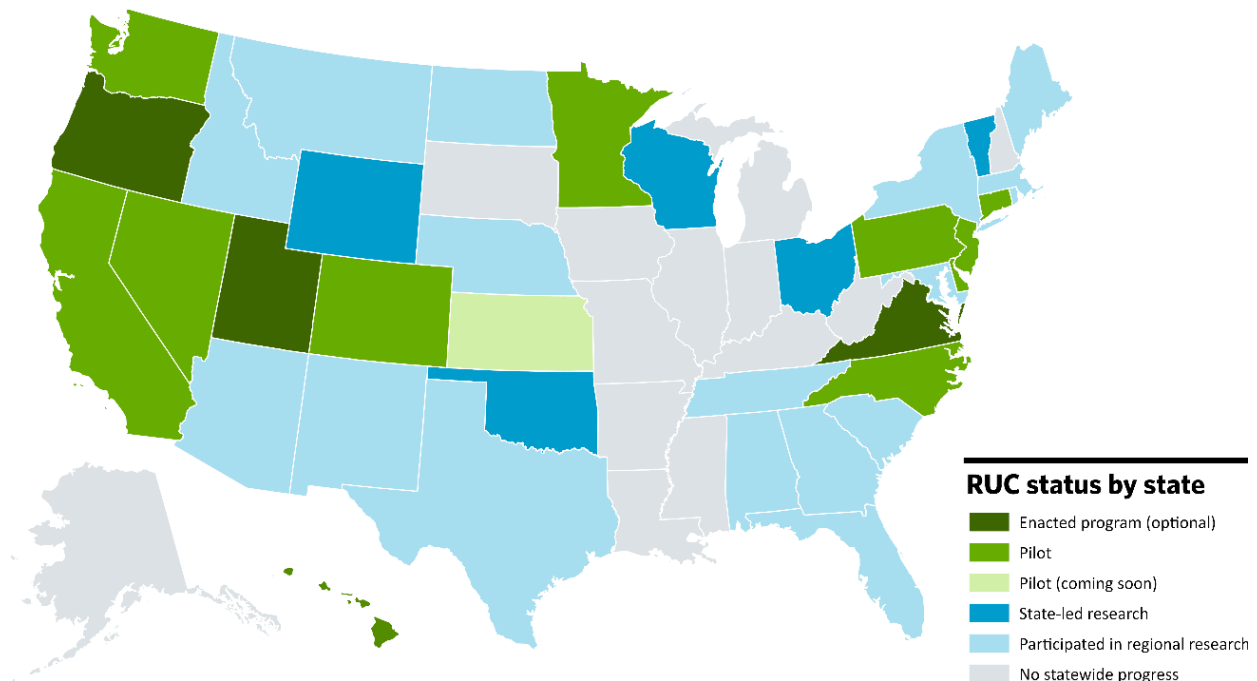 RUC status by state
Enacted program (optional)
Pilot
Pilot (coming soon)
State-led research
Participated in regional research
No statewide progress